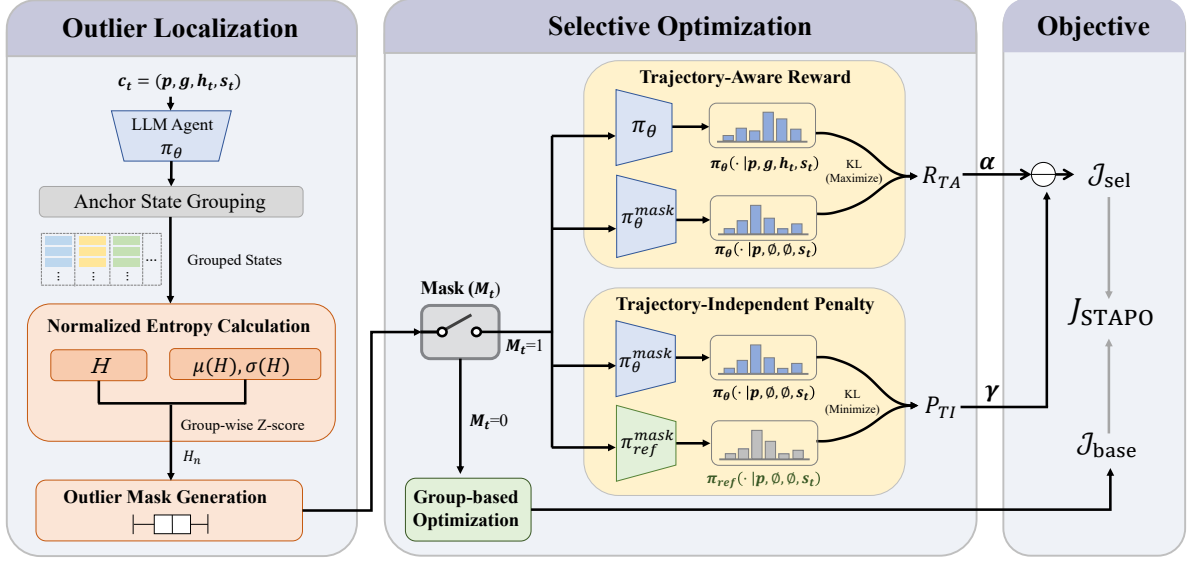 Outlier Localization
c_t = (p, g, h_t, s_t)
LLM Agent
π_θ
Anchor State Grouping
...
⋮ ⋮ ⋮
Grouped States
Normalized Entropy Calculation
H
μ(H), σ(H)
Group-wise Z-score
H_n
Outlier Mask Generation
Selective Optimization
Mask (M_t)
M_t=1
M_t=0
Group-based
Optimization
Trajectory-Aware Reward
π_θ
π_θ(· |p, g, h_t, s_t)
π_θ^mask
π_θ(· |p, ∅, ∅, s_t)
KL
(Maximize)
R_TA
α
Trajectory-Independent Penalty
π_θ^mask
π_θ(· |p, ∅, ∅, s_t)
π_ref^mask
π_ref(· |p, ∅, ∅, s_t)
KL
(Minimize)
P_TI
γ
Objective
𝒥_sel
J_STAPO
𝒥_base